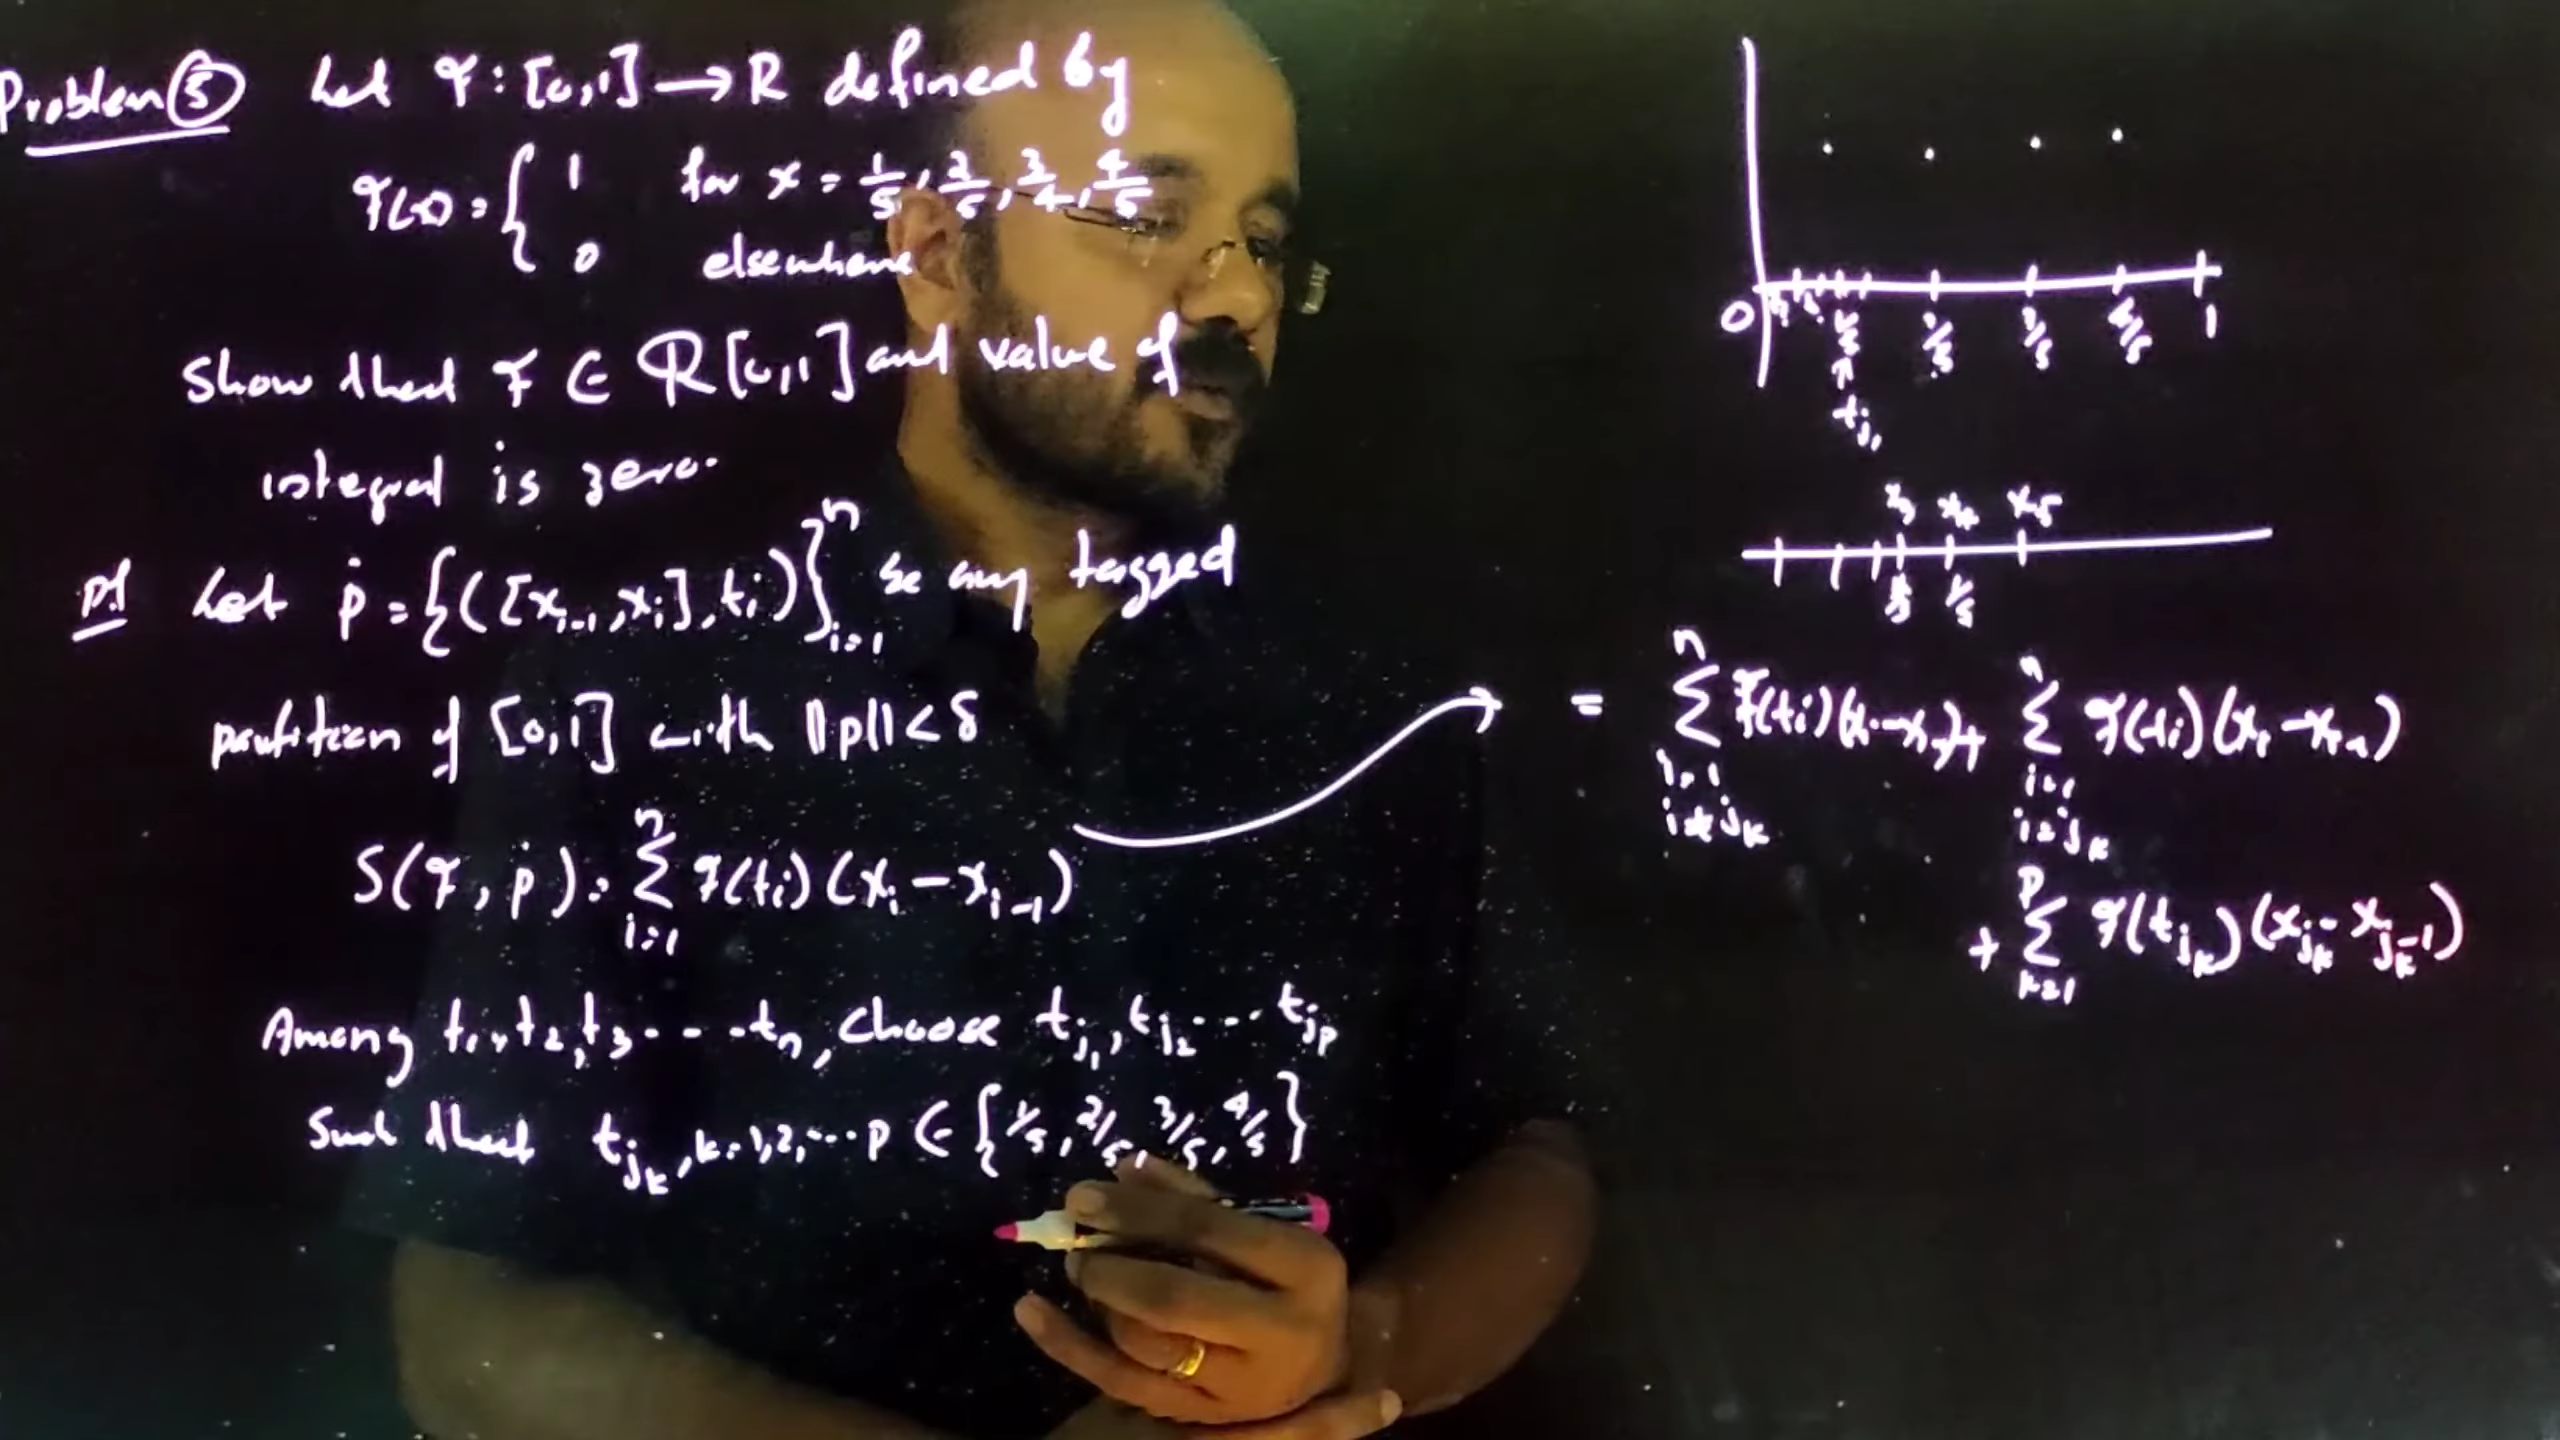 Problem ⑤ Let f : [0,1] → R defined by
f(x) = { 1 for x = 1/5, 2/5, 3/4, 4/5
0 elsewhere
Show that f ∈ R[0,1] and value of
integral is zero.
Pf Let ṗ = {([x_{i-1}, x_i], t_i)}_{i=1}^{n} be any tagged
partition of [0,1] with ||p|| < δ
S(f, ṗ) = Σ_{i=1}^{n} f(t_i)(x_i - x_{i-1})
Among t_1, t_2, t_3 - - - t_n, choose t_{j_1}, t_{j_2} ... t_{j_p}
Such that t_{j_k}, k=1,2,...p ∈ {1/5, 2/5, 3/5, 4/5}
0 1/5 2/5 3/5 4/5 1
t_{j_1}
x_3 x_4 x_5
1/5
= Σ_{i=1, i≠j_k}^{n} f(t_i)(x_i - x_{i-1}) + Σ_{i=1, i=j_k}^{n} f(t_i)(x_i - x_{i-1})
+ Σ_{k=1}^{p} f(t_{j_k})(x_{j_k} - x_{j_k-1})